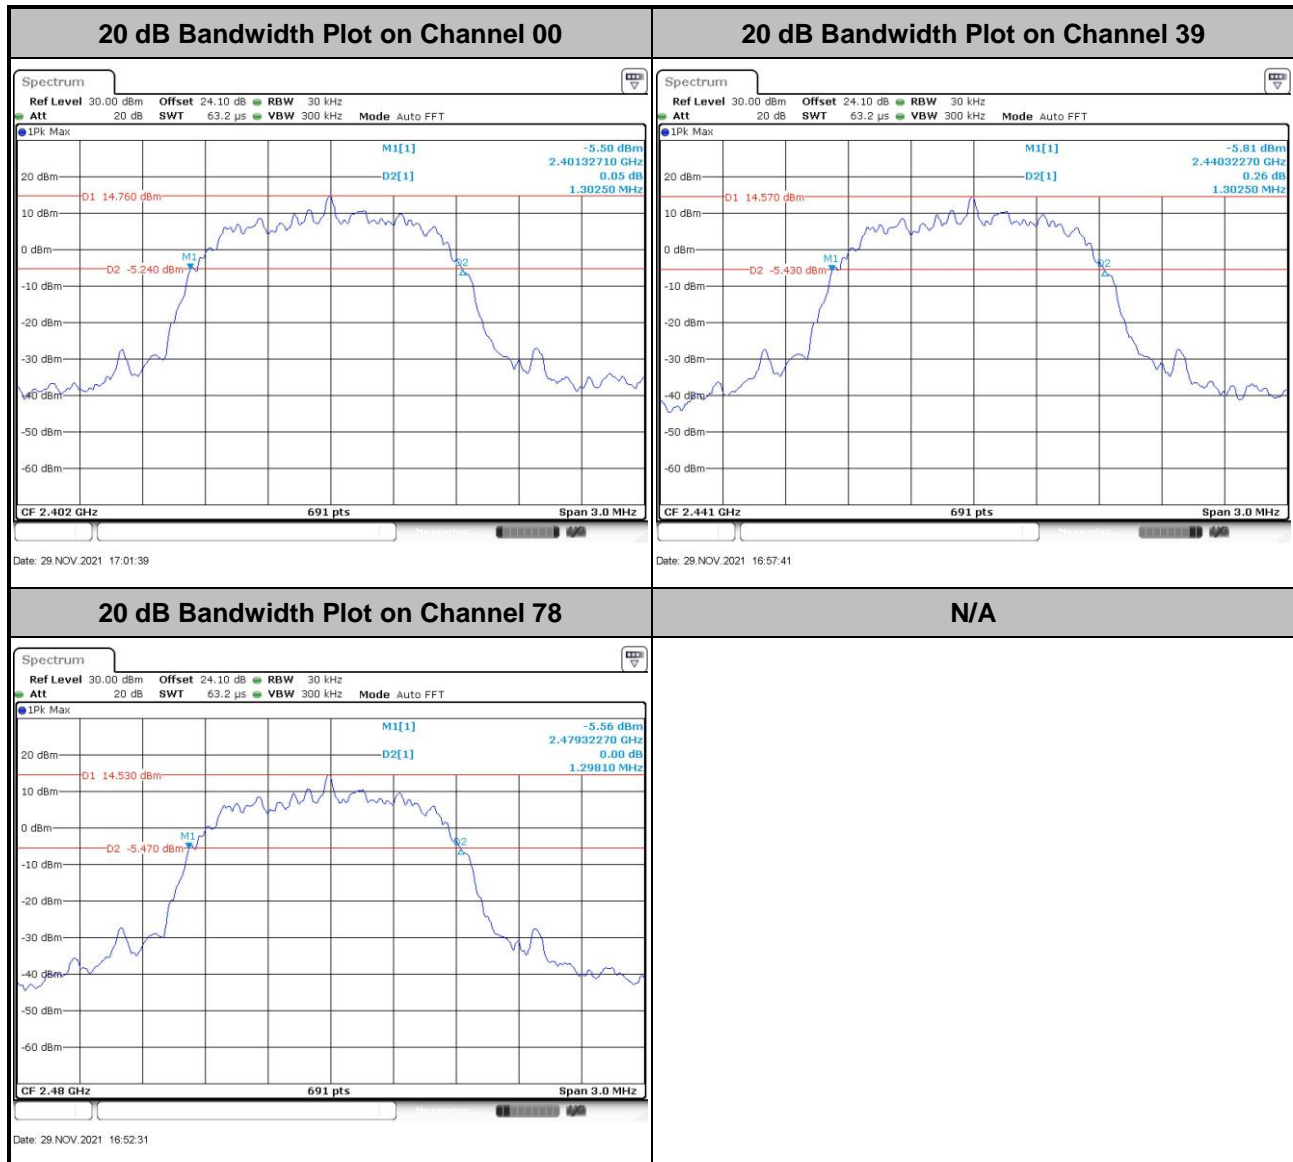 20 dB Bandwidth Plot on Channel 00
20 dB Bandwidth Plot on Channel 39
Spectrum
Ref Level 30.00 dBm Offset 24.10 dB RBW 30 kHz
Att 20 dB SWT 63.2 µs VBW 300 kHz Mode Auto FFT
1Pk Max
M1[1] -5.50 dBm
2.40132710 GHz
D2[1] 0.05 dB
1.30250 MHz
20 dBm
D1 14.760 dBm
10 dBm
0 dBm
M1
D2
D2 -5.240 dBm
-10 dBm
-20 dBm
-30 dBm
-40 dBm
-50 dBm
-60 dBm
CF 2.402 GHz 691 pts Span 3.0 MHz
Date: 29.NOV.2021 17:01:39
Spectrum
Ref Level 30.00 dBm Offset 24.10 dB RBW 30 kHz
Att 20 dB SWT 63.2 µs VBW 300 kHz Mode Auto FFT
1Pk Max
M1[1] -5.81 dBm
2.44032270 GHz
D2[1] 0.26 dB
1.30250 MHz
20 dBm
D1 14.570 dBm
10 dBm
0 dBm
M1
D2
D2 -5.430 dBm
-10 dBm
-20 dBm
-30 dBm
-40 dBm
-50 dBm
-60 dBm
CF 2.441 GHz 691 pts Span 3.0 MHz
Date: 29.NOV.2021 16:57:41
20 dB Bandwidth Plot on Channel 78
N/A
Spectrum
Ref Level 30.00 dBm Offset 24.10 dB RBW 30 kHz
Att 20 dB SWT 63.2 µs VBW 300 kHz Mode Auto FFT
1Pk Max
M1[1] -5.56 dBm
2.47932270 GHz
D2[1] 0.00 dB
1.29810 MHz
20 dBm
D1 14.530 dBm
10 dBm
0 dBm
M1
D2
D2 -5.470 dBm
-10 dBm
-20 dBm
-30 dBm
-40 dBm
-50 dBm
-60 dBm
CF 2.48 GHz 691 pts Span 3.0 MHz
Date: 29.NOV.2021 16:52:31